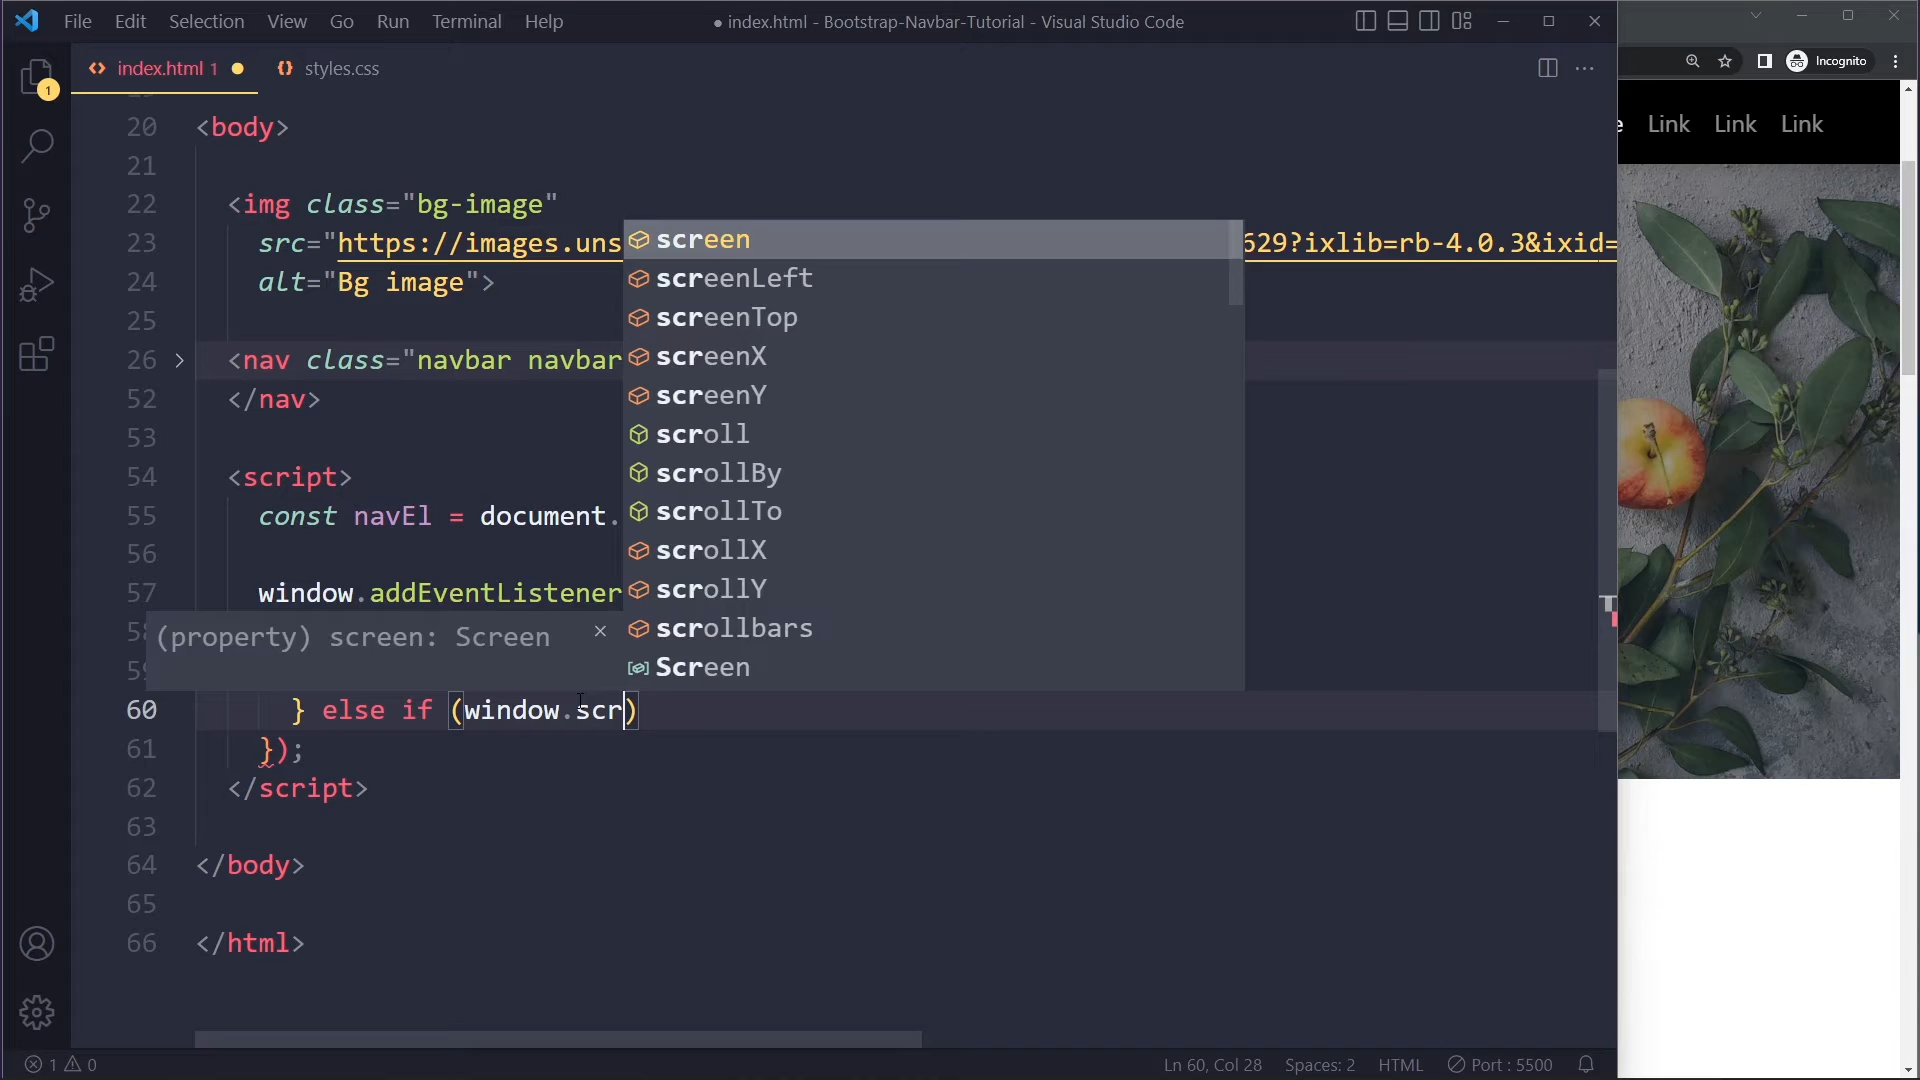 File Edit Selection View Go Run Terminal Help
● index.html - Bootstrap-Navbar-Tutorial - Visual Studio Code
Incognito
1
index.html 1
styles.css
e Link Link Link
20 <body>
21
22 <img class="bg-image"
23 src="https://images.uns
629?ixlib=rb-4.0.3&ixid=
24 alt="Bg image">
25
26 <nav class="navbar navbar
52 </nav>
53
54 <script>
55 const navEl = document.
56
57 window.addEventListener
screen
screenLeft
screenTop
screenX
screenY
scroll
scrollBy
scrollTo
scrollX
scrollY
scrollbars
Screen
(property) screen: Screen
60 } else if (window.scr)
61 });
62 </script>
63
64 </body>
65
66 </html>
1 0
Ln 60, Col 28 Spaces: 2 HTML Port : 5500